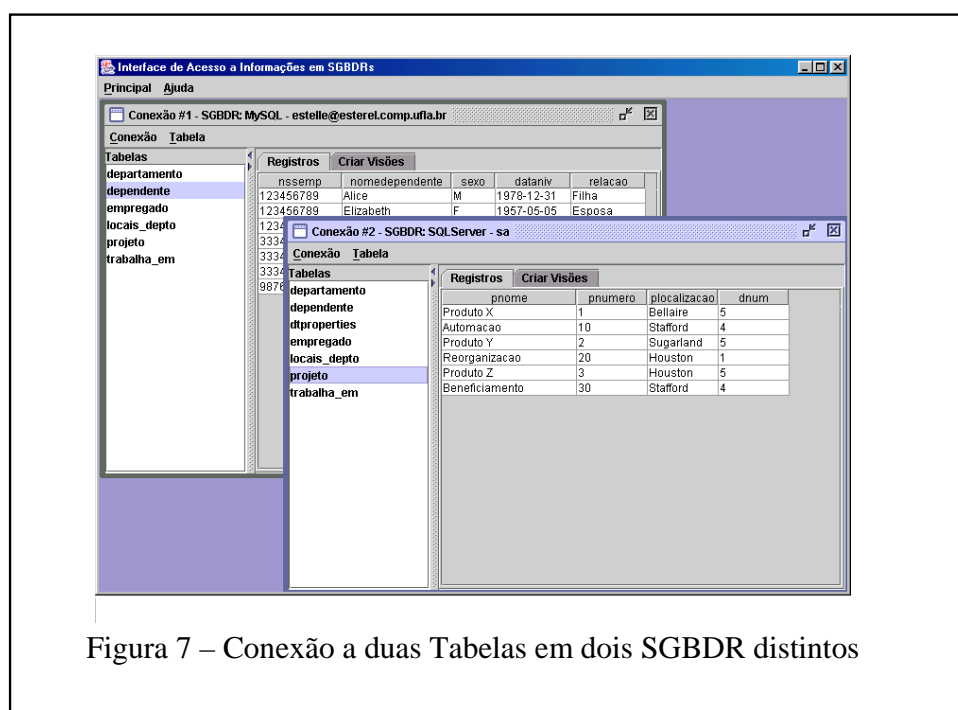 Interface de Acesso a Informações em SGBDRs
Principal Ajuda
Conexão #1 - SGBDR: MySQL - estelle@esterel.comp.ufla.br
Conexão Tabela
Tabelas
departamento
dependente
empregado
locais_depto
projeto
trabalha_em
Registros Criar Visões
nssemp nomedependente sexo dataniv relacao
123456789 Alice M 1978-12-31 Filha
123456789 Elizabeth F 1957-05-05 Esposa
Conexão #2 - SGBDR: SQLServer - sa
Conexão Tabela
Tabelas
departamento
dependente
dtproperties
empregado
locais_depto
projeto
trabalha_em
Registros Criar Visões
pnome pnumero plocalizacao dnum
Produto X 1 Bellaire 5
Automacao 10 Stafford 4
Produto Y 2 Sugarland 5
Reorganizacao 20 Houston 1
Produto Z 3 Houston 5
Beneficiamento 30 Stafford 4
Figura 7 – Conexão a duas Tabelas em dois SGBDR distintos